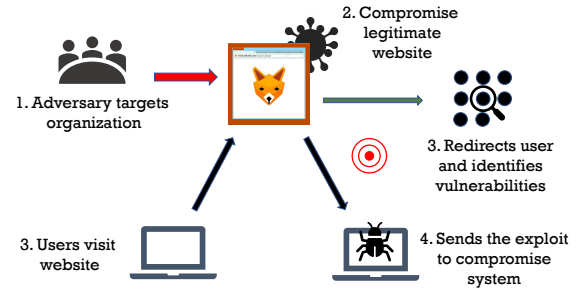 2. Compromise
legitimate
website
1. Adversary targets
organization
3. Redirects user
and identifies
vulnerabilities
3. Users visit
website
4. Sends the exploit
to compromise
system